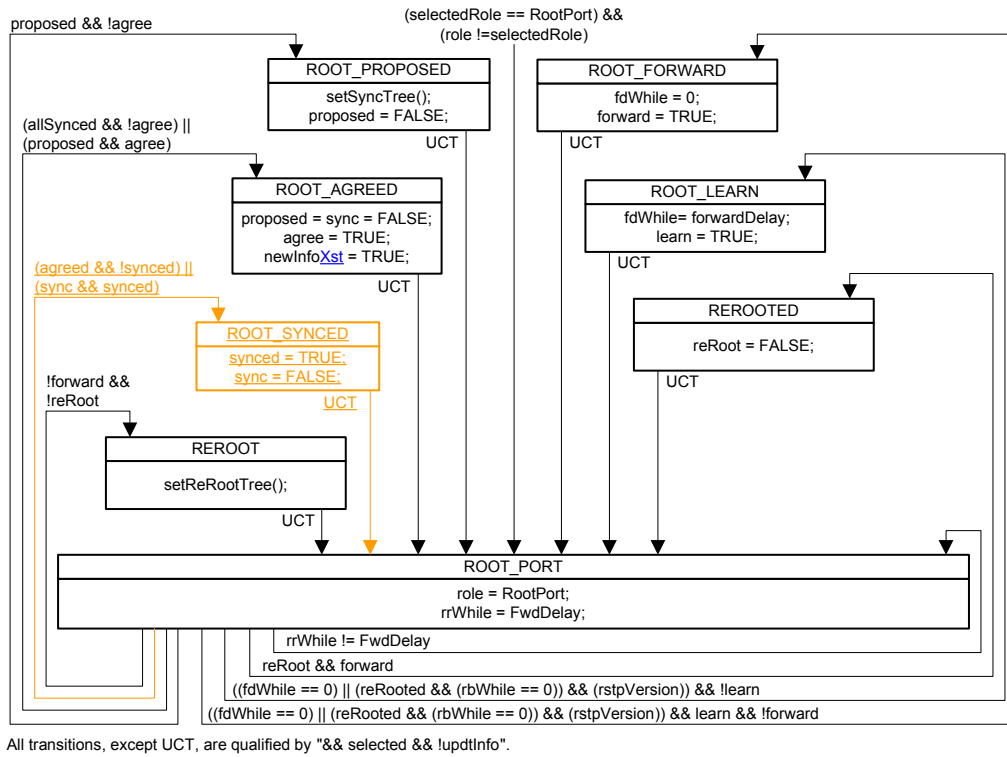 (selectedRole == RootPort) &&
(role !=selectedRole)
proposed && !agree
ROOT_PROPOSED
setSyncTree();
proposed = FALSE;
UCT
ROOT_FORWARD
fdWhile = 0;
forward = TRUE;
UCT
(allSynced && !agree) ||
(proposed && agree)
ROOT_AGREED
proposed = sync = FALSE;
agree = TRUE;
newInfoXst = TRUE;
UCT
ROOT_LEARN
fdWhile= forwardDelay;
learn = TRUE;
UCT
(agreed && !synced) ||
(sync && synced)
ROOT_SYNCED
synced = TRUE;
sync = FALSE;
UCT
REROOTED
reRoot = FALSE;
UCT
!forward &&
!reRoot
REROOT
setReRootTree();
UCT
ROOT_PORT
role = RootPort;
rrWhile = FwdDelay;
rrWhile != FwdDelay
reRoot && forward
((fdWhile == 0) || (reRooted && (rbWhile == 0)) && (rstpVersion)) && !learn
((fdWhile == 0) || (reRooted && (rbWhile == 0)) && (rstpVersion)) && learn && !forward
All transitions, except UCT, are qualified by "&& selected && !updtInfo".